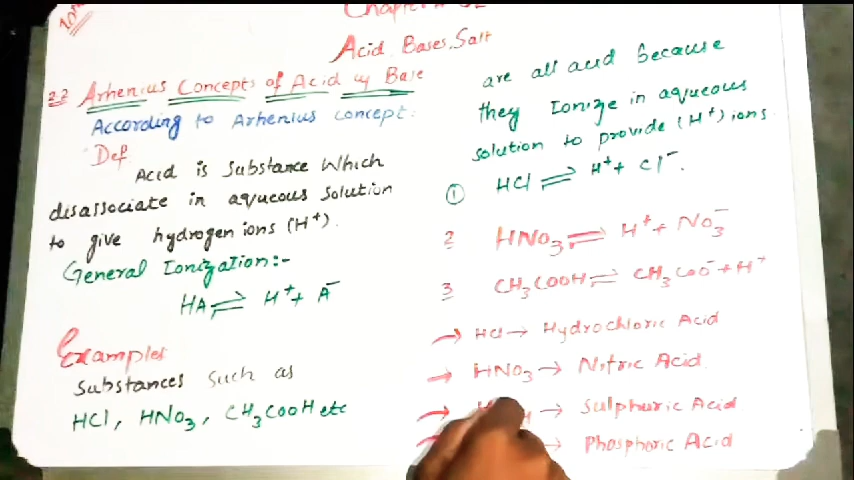 10th
Acid, Bases, Salt
2.2 Arhenius Concepts of Acid & Base
According to Arhenius concept:
Def
Acid is substance which
disassociate in aqueous solution
to give hydrogen ions (H⁺).
General Ionization:-
HA ⇌ H⁺ + A⁻
Examples
Substances such as
HCl, HNO₃, CH₃COOH etc
are all acid because
they Ionize in aqueous
solution to provide (H⁺) ions.
① HCl ⇌ H⁺ + Cl⁻.
2 HNO₃ ⇌ H⁺ + NO₃⁻
3 CH₃COOH ⇌ CH₃COO⁻ + H⁺
→ HCl → Hydrochloric Acid
→ HNO₃ → Nitric Acid
→ → Sulphuric Acid
→ → Phosphoric Acid